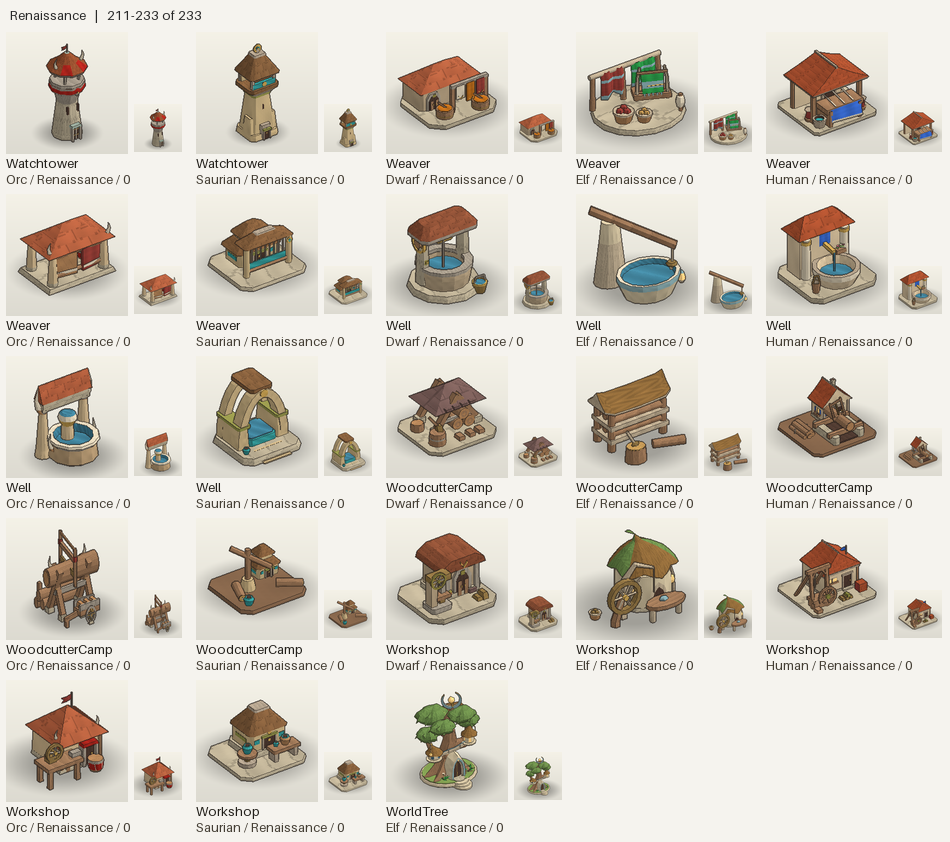 Renaissance | 211-233 of 233
Watchtower
Orc / Renaissance / 0
Watchtower
Saurian / Renaissance / 0
Weaver
Dwarf / Renaissance / 0
Weaver
Elf / Renaissance / 0
Weaver
Human / Renaissance / 0
Weaver
Orc / Renaissance / 0
Weaver
Saurian / Renaissance / 0
Well
Dwarf / Renaissance / 0
Well
Elf / Renaissance / 0
Well
Human / Renaissance / 0
Well
Orc / Renaissance / 0
Well
Saurian / Renaissance / 0
WoodcutterCamp
Dwarf / Renaissance / 0
WoodcutterCamp
Elf / Renaissance / 0
WoodcutterCamp
Human / Renaissance / 0
WoodcutterCamp
Orc / Renaissance / 0
WoodcutterCamp
Saurian / Renaissance / 0
Workshop
Dwarf / Renaissance / 0
Workshop
Elf / Renaissance / 0
Workshop
Human / Renaissance / 0
Workshop
Orc / Renaissance / 0
Workshop
Saurian / Renaissance / 0
WorldTree
Elf / Renaissance / 0